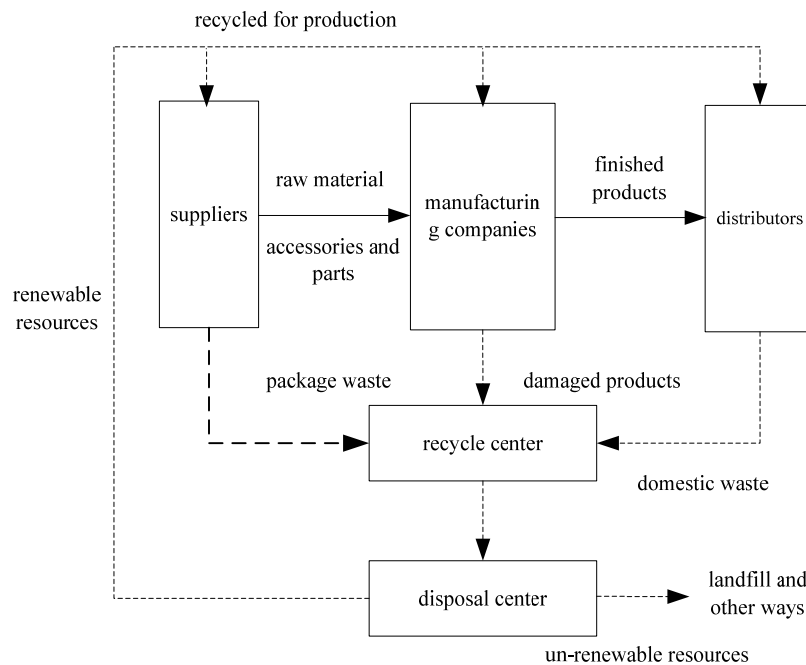 recycled for production
raw material
suppliers
accessories and
parts
manufacturin
g companies
finished
products
distributors
renewable
resources
package waste
damaged products
recycle center
domestic waste
disposal center
landfill and
other ways
un-renewable resources